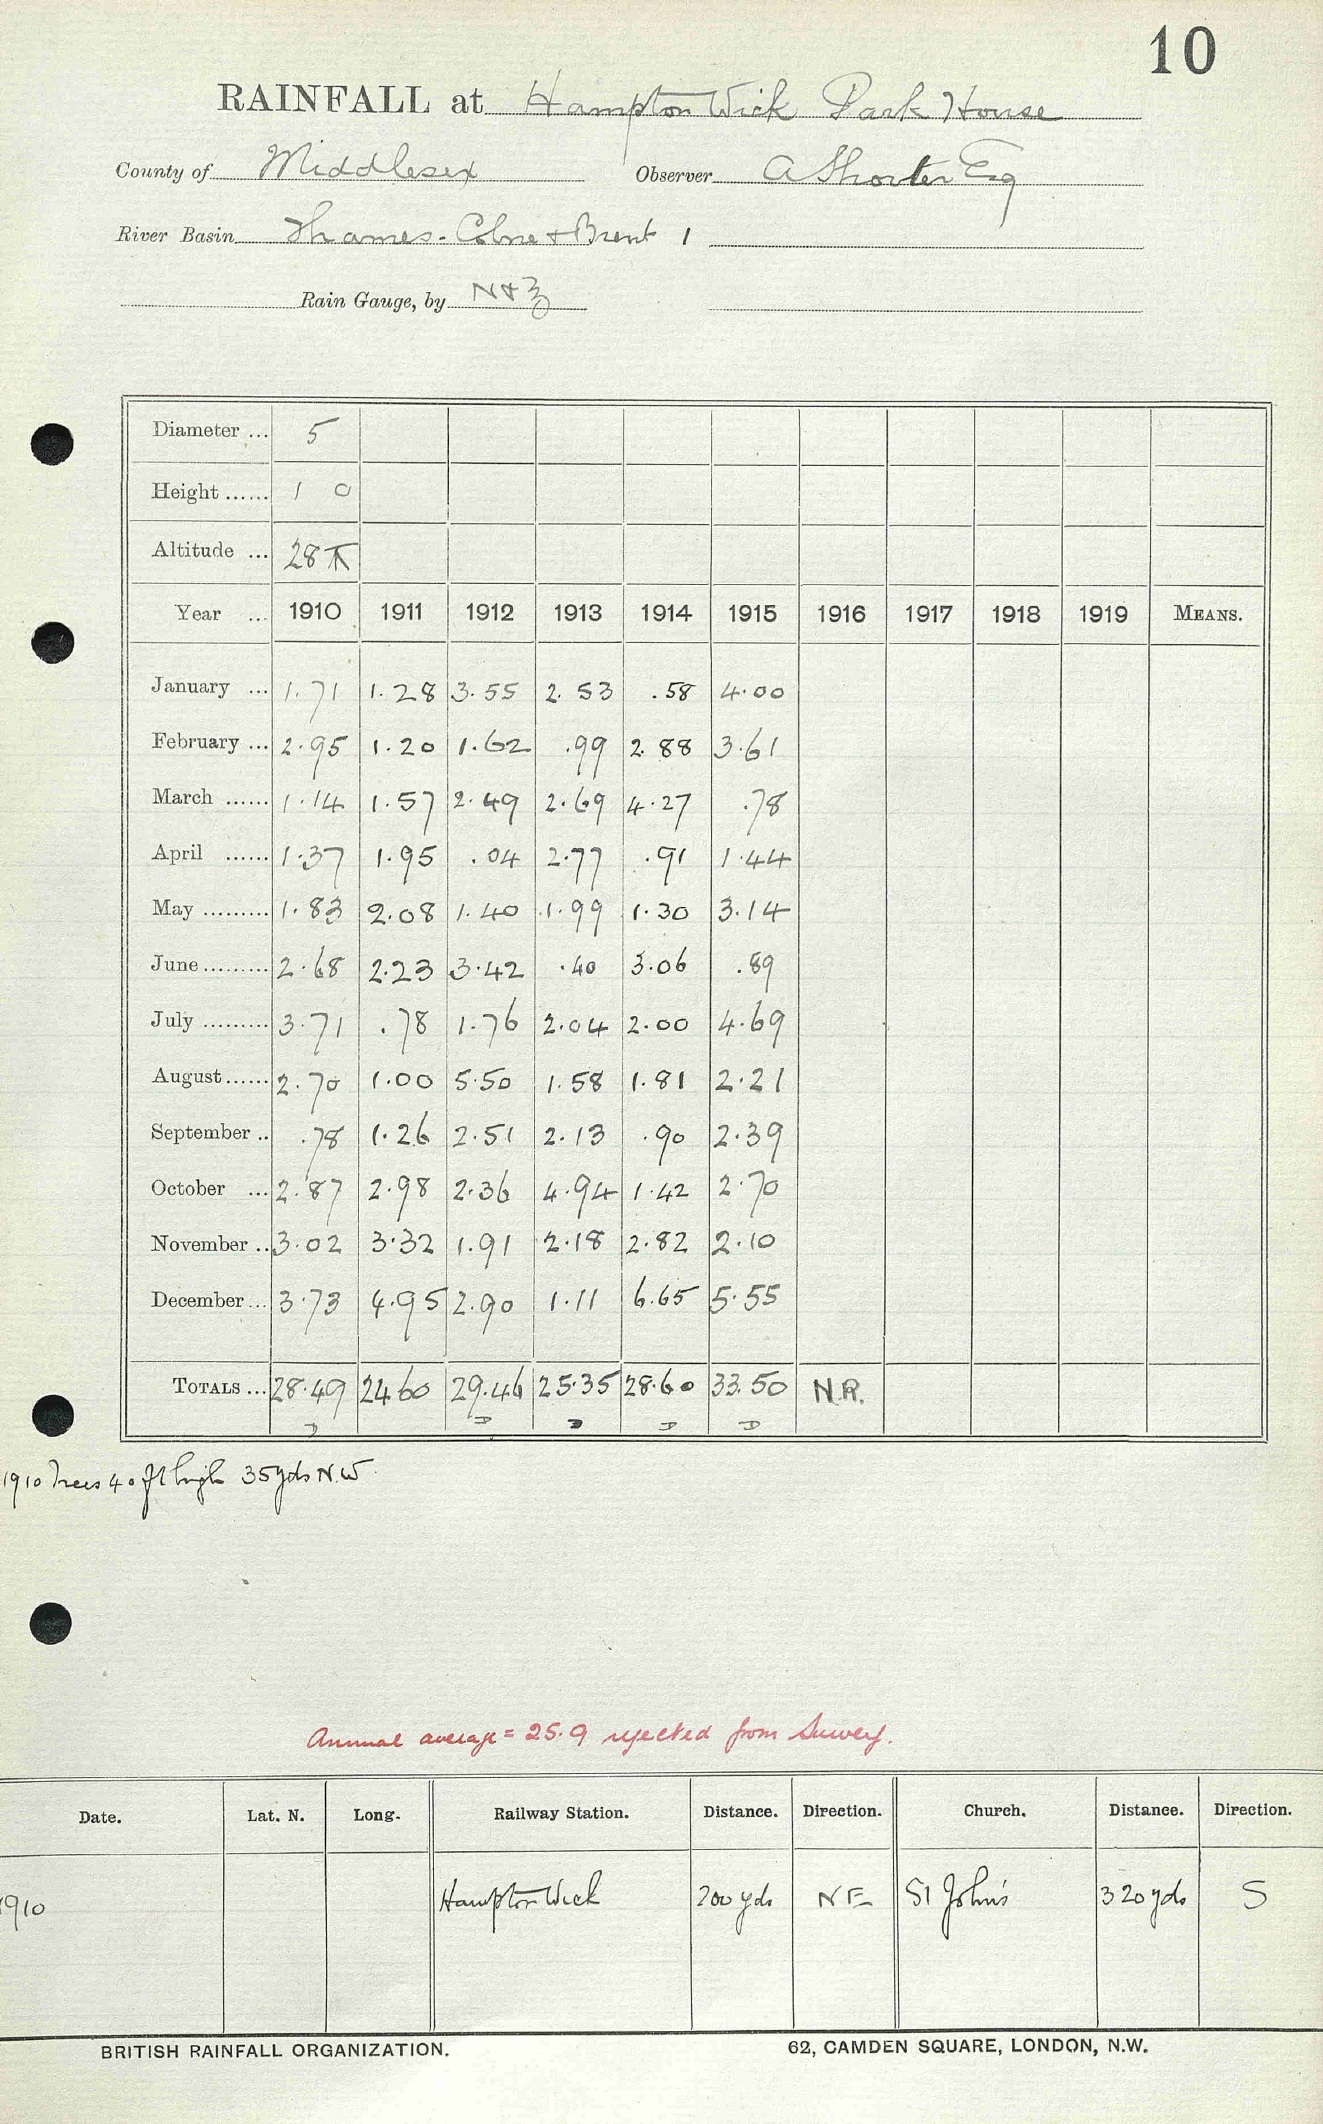 10
RAINFALL at Hampton Wick Park House
County of Middlesex Observer A Shorter Esq
River Basin Thames - Colne & Brent 1
Rain Gauge, by N & Z
Diameter ... 5
Height ...... 1 0
Altitude ... 28
Year ... 1910 1911 1912 1913 1914 1915 1916 1917 1918 1919 MEANS.
January ... 1.71 1.28 3.55 2.53 .58 4.00
February ... 2.95 1.20 1.62 .99 2.88 3.61
March ...... 1.14 1.57 2.49 2.69 4.27 .78
April ...... 1.37 1.95 .04 2.77 .91 1.44
May ......... 1.83 2.08 1.40 1.99 1.30 3.14
June ......... 2.68 2.23 3.42 .40 3.06 .89
July ......... 3.71 .78 1.76 2.04 2.00 4.69
August ...... 2.70 1.00 5.50 1.58 1.81 2.21
September .. .78 1.26 2.51 2.13 .90 2.39
October ... 2.87 2.98 2.36 4.94 1.42 2.70
November .. 3.02 3.32 1.91 2.18 2.82 2.10
December ... 3.73 4.95 2.90 1.11 6.65 5.55
TOTALS ... 28.49 24 60 29.46 25.35 28.60 33.50 N.R.
D D D D D
1910 Trees 40 ft high 35 yds N.W.
Annual average = 25.9 rejected from Survey.
Date. Lat. N. Long. Railway Station. Distance. Direction. Church. Distance. Direction.
1910 Hampton Wick 200 yds NE St John's 320 yds S
BRITISH RAINFALL ORGANIZATION. 62, CAMDEN SQUARE, LONDON, N.W.